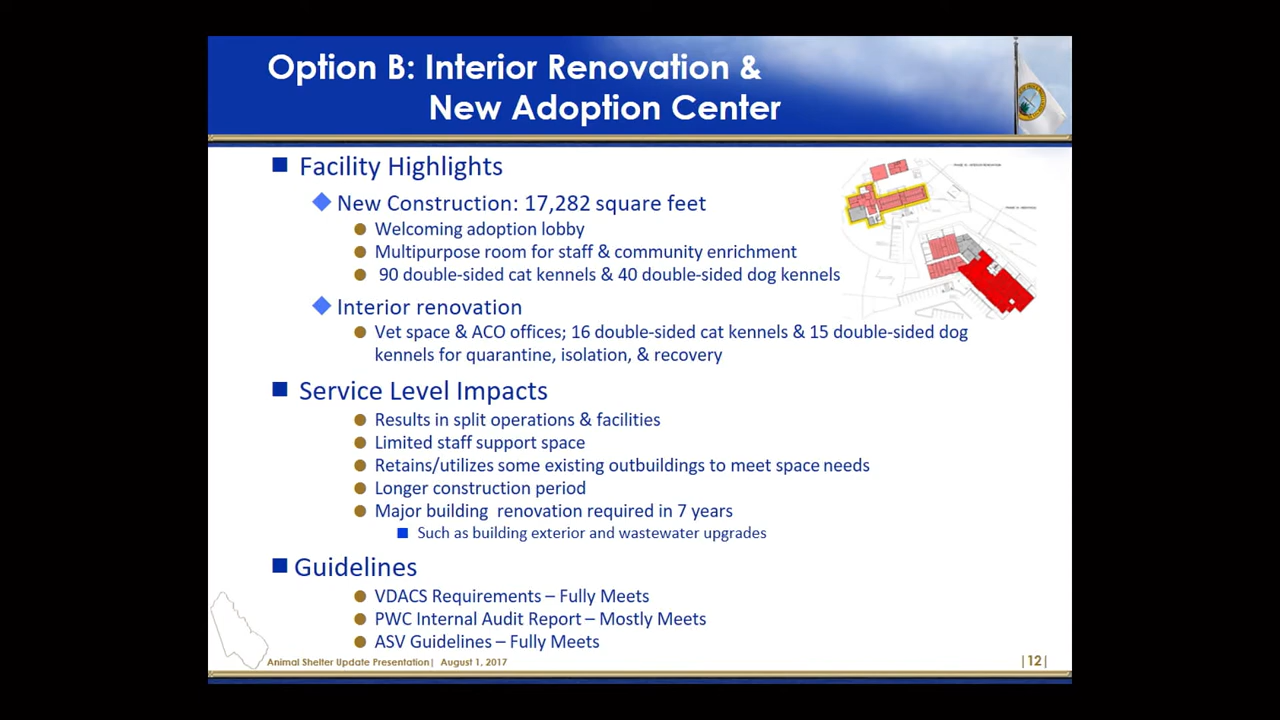 Option B: Interior Renovation &
New Adoption Center
Facility Highlights
New Construction: 17,282 square feet
Welcoming adoption lobby
Multipurpose room for staff & community enrichment
90 double-sided cat kennels & 40 double-sided dog kennels
Interior renovation
Vet space & ACO offices; 16 double-sided cat kennels & 15 double-sided dog
kennels for quarantine, isolation, & recovery
Service Level Impacts
Results in split operations & facilities
Limited staff support space
Retains/utilizes some existing outbuildings to meet space needs
Longer construction period
Major building renovation required in 7 years
Such as building exterior and wastewater upgrades
Guidelines
VDACS Requirements – Fully Meets
PWC Internal Audit Report – Mostly Meets
ASV Guidelines – Fully Meets
Animal Shelter Update Presentation| August 1, 2017
|12|